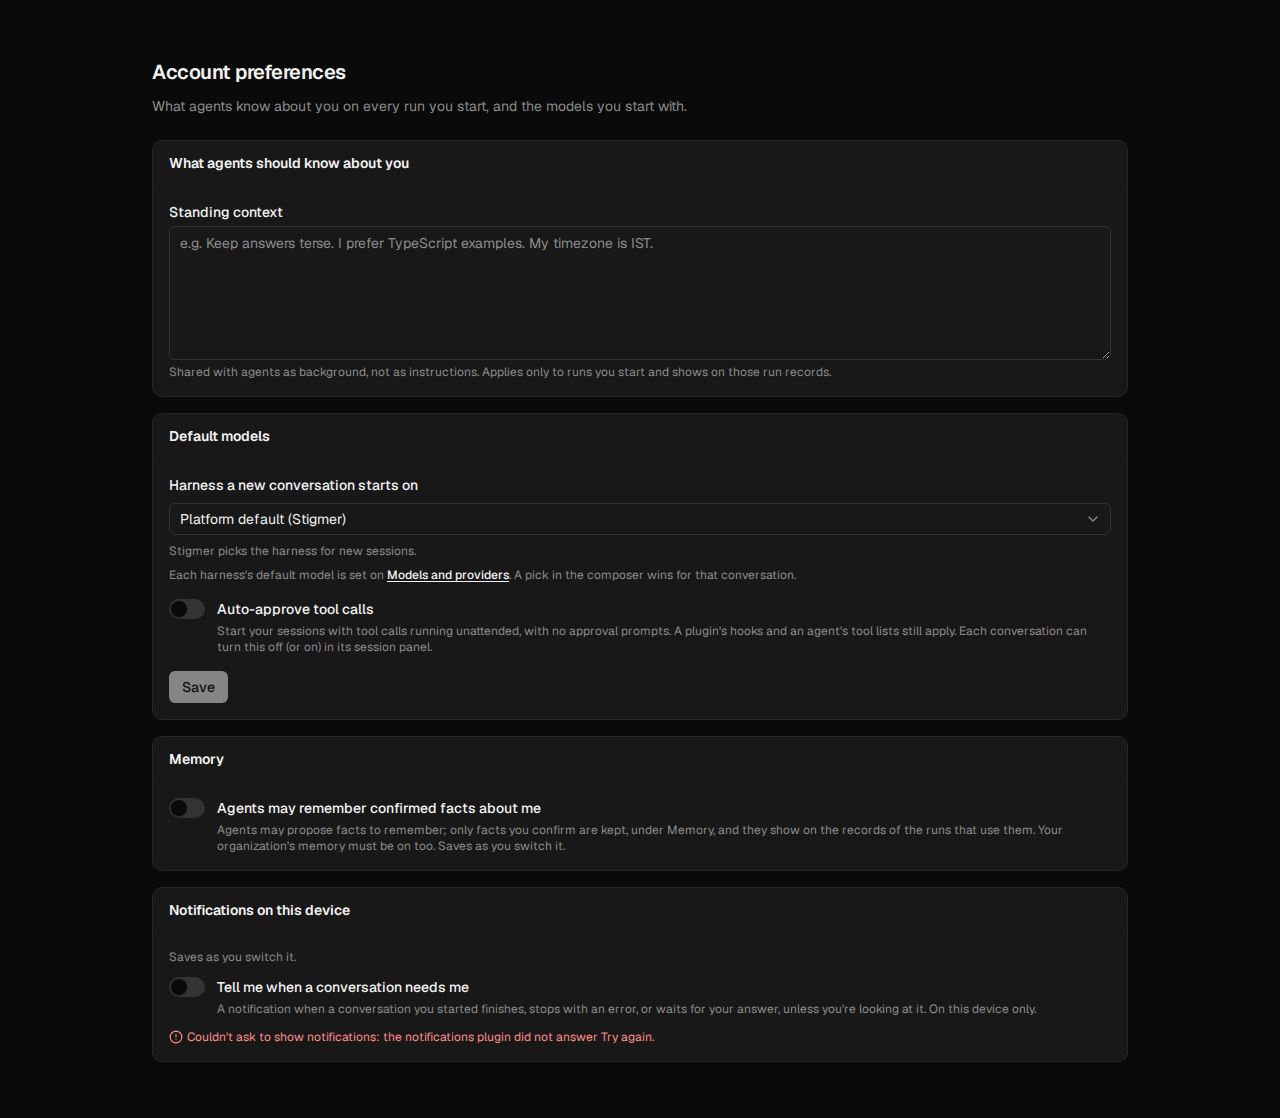 Account preferences
What agents know about you on every run you start, and the models you start with.
What agents should know about you
Standing context
e.g. Keep answers terse. I prefer TypeScript examples. My timezone is IST.
Shared with agents as background, not as instructions. Applies only to runs you start and shows on those run records.
Default models
Harness a new conversation starts on
Platform default (Stigmer)
Stigmer picks the harness for new sessions.
Each harness's default model is set on Models and providers. A pick in the composer wins for that conversation.
Auto-approve tool calls
Start your sessions with tool calls running unattended, with no approval prompts. A plugin's hooks and an agent's tool lists still apply. Each conversation can
turn this off (or on) in its session panel.
Save
Memory
Agents may remember confirmed facts about me
Agents may propose facts to remember; only facts you confirm are kept, under Memory, and they show on the records of the runs that use them. Your
organization's memory must be on too. Saves as you switch it.
Notifications on this device
Saves as you switch it.
Tell me when a conversation needs me
A notification when a conversation you started finishes, stops with an error, or waits for your answer, unless you're looking at it. On this device only.
Couldn't ask to show notifications: the notifications plugin did not answer Try again.